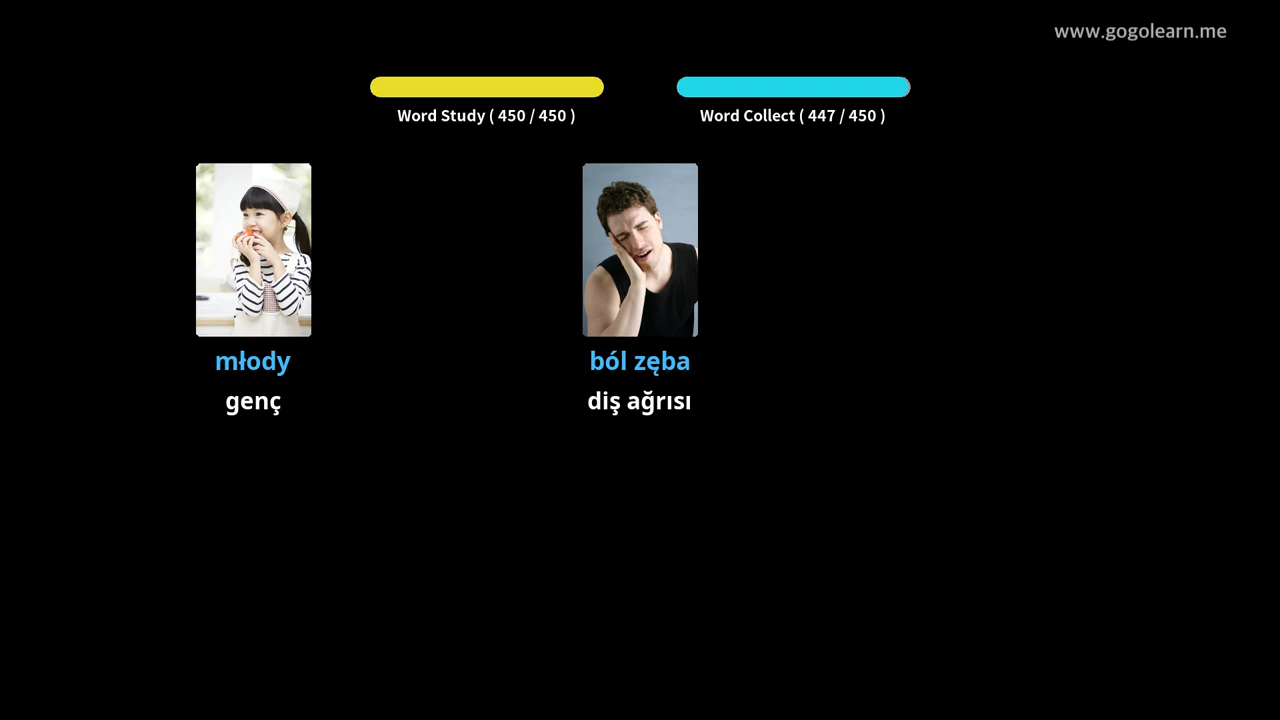 www.gogolearn.me
Word Study ( 450 / 450 )
Word Collect ( 447 / 450 )
młody
genç
ból zęba
diş ağrısı